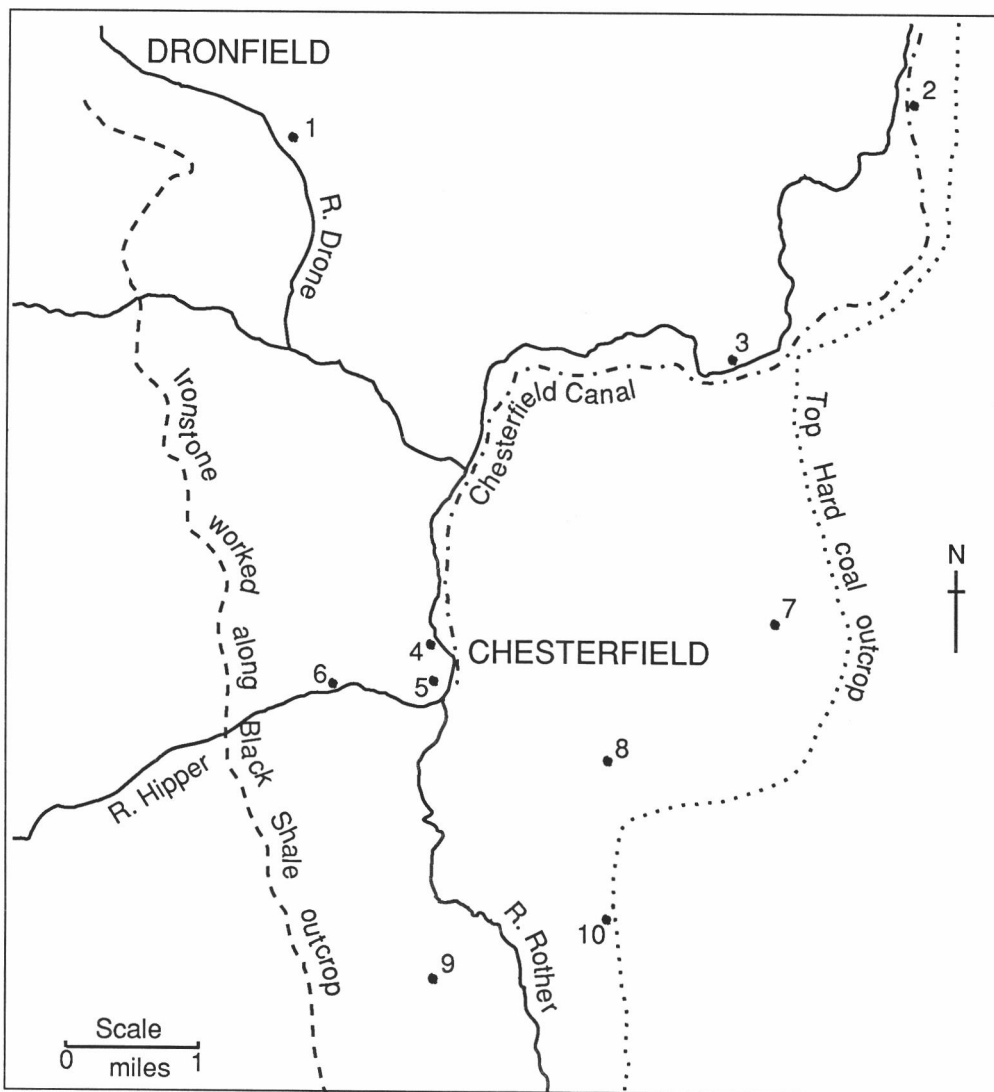 DRONFIELD
1
2
R. Drone
3
Chesterfield Canal
Ironstone worked along Black Shale outcrop
Top Hard coal outcrop
N
7
4
CHESTERFIELD
6
5
8
R. Hipper
10
R. Rother
9
Scale
0 miles 1